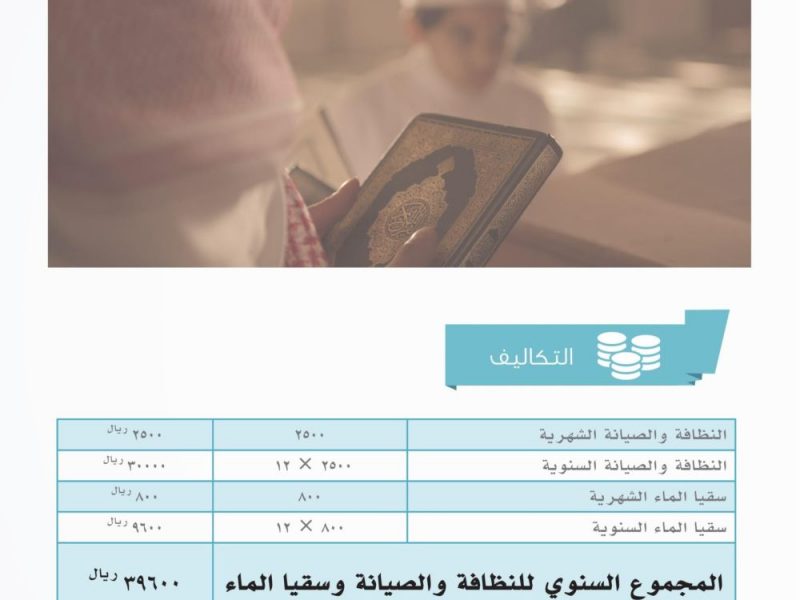 التكاليف
النظافة والصيانة الشهرية ٢٥٠٠ ٢٥٠٠ ريال
النظافة والصيانة السنوية ٢٥٠٠ × ١٢ ٣٠٠٠٠ ريال
سقيا الماء الشهرية ٨٠٠ ٨٠٠ ريال
سقيا الماء السنوية ٨٠٠ × ١٢ ٩٦٠٠ ريال
المجموع السنوي للنظافة والصيانة وسقيا الماء ٣٩٦٠٠ ريال